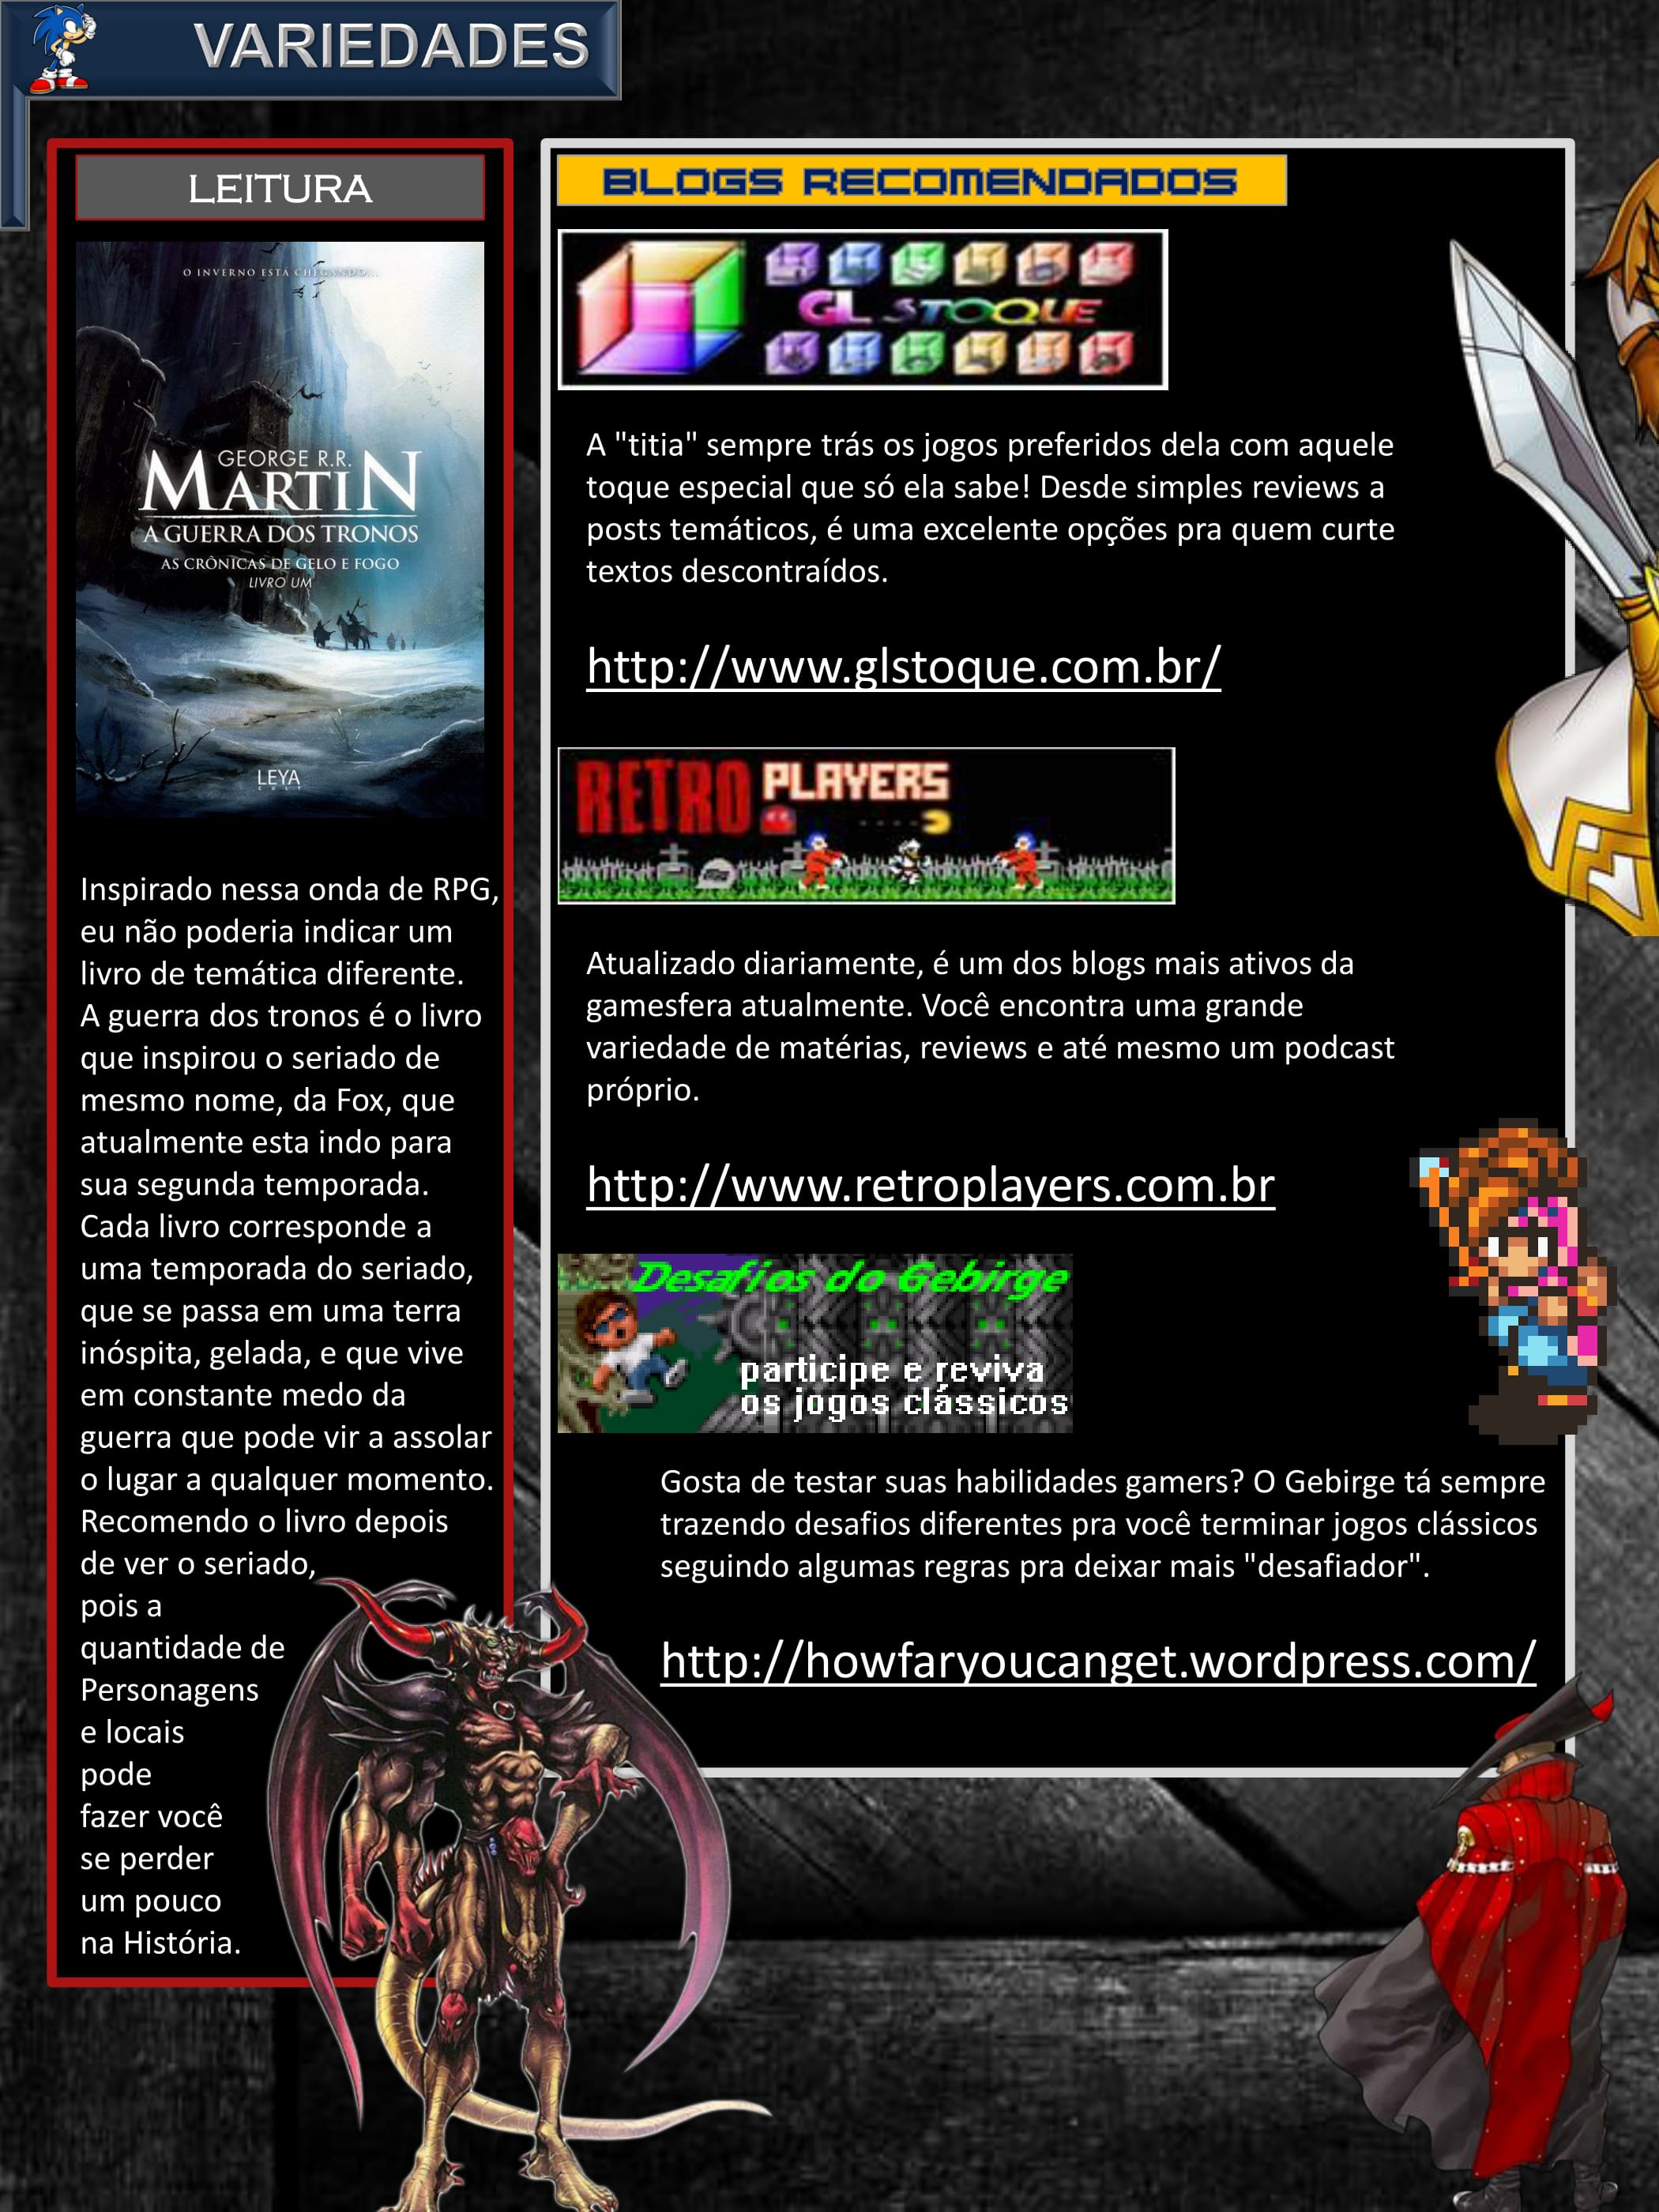 VARIEDADES
LEITURA
O INVERNO ESTÁ CHEGANDO...
GEORGE R.R.
MARTIN
A GUERRA DOS TRONOS
AS CRÔNICAS DE GELO E FOGO
LIVRO UM
LEYA
CULT
Inspirado nessa onda de RPG,
eu não poderia indicar um
livro de temática diferente.
A guerra dos tronos é o livro
que inspirou o seriado de
mesmo nome, da Fox, que
atualmente esta indo para
sua segunda temporada.
Cada livro corresponde a
uma temporada do seriado,
que se passa em uma terra
inóspita, gelada, e que vive
em constante medo da
guerra que pode vir a assolar
o lugar a qualquer momento.
Recomendo o livro depois
de ver o seriado,
pois a
quantidade de
Personagens
e locais
pode
fazer você
se perder
um pouco
na História.
BLOGS RECOMENDADOS
GL STOQUE
A "titia" sempre trás os jogos preferidos dela com aquele
toque especial que só ela sabe! Desde simples reviews a
posts temáticos, é uma excelente opções pra quem curte
textos descontraídos.
http://www.glstoque.com.br/
RETRO PLAYERS
Atualizado diariamente, é um dos blogs mais ativos da
gamesfera atualmente. Você encontra uma grande
variedade de matérias, reviews e até mesmo um podcast
próprio.
http://www.retroplayers.com.br
Desafios do Gebirge
participe e reviva
os jogos clássicos
Gosta de testar suas habilidades gamers? O Gebirge tá sempre
trazendo desafios diferentes pra você terminar jogos clássicos
seguindo algumas regras pra deixar mais "desafiador".
http://howfaryoucanget.wordpress.com/